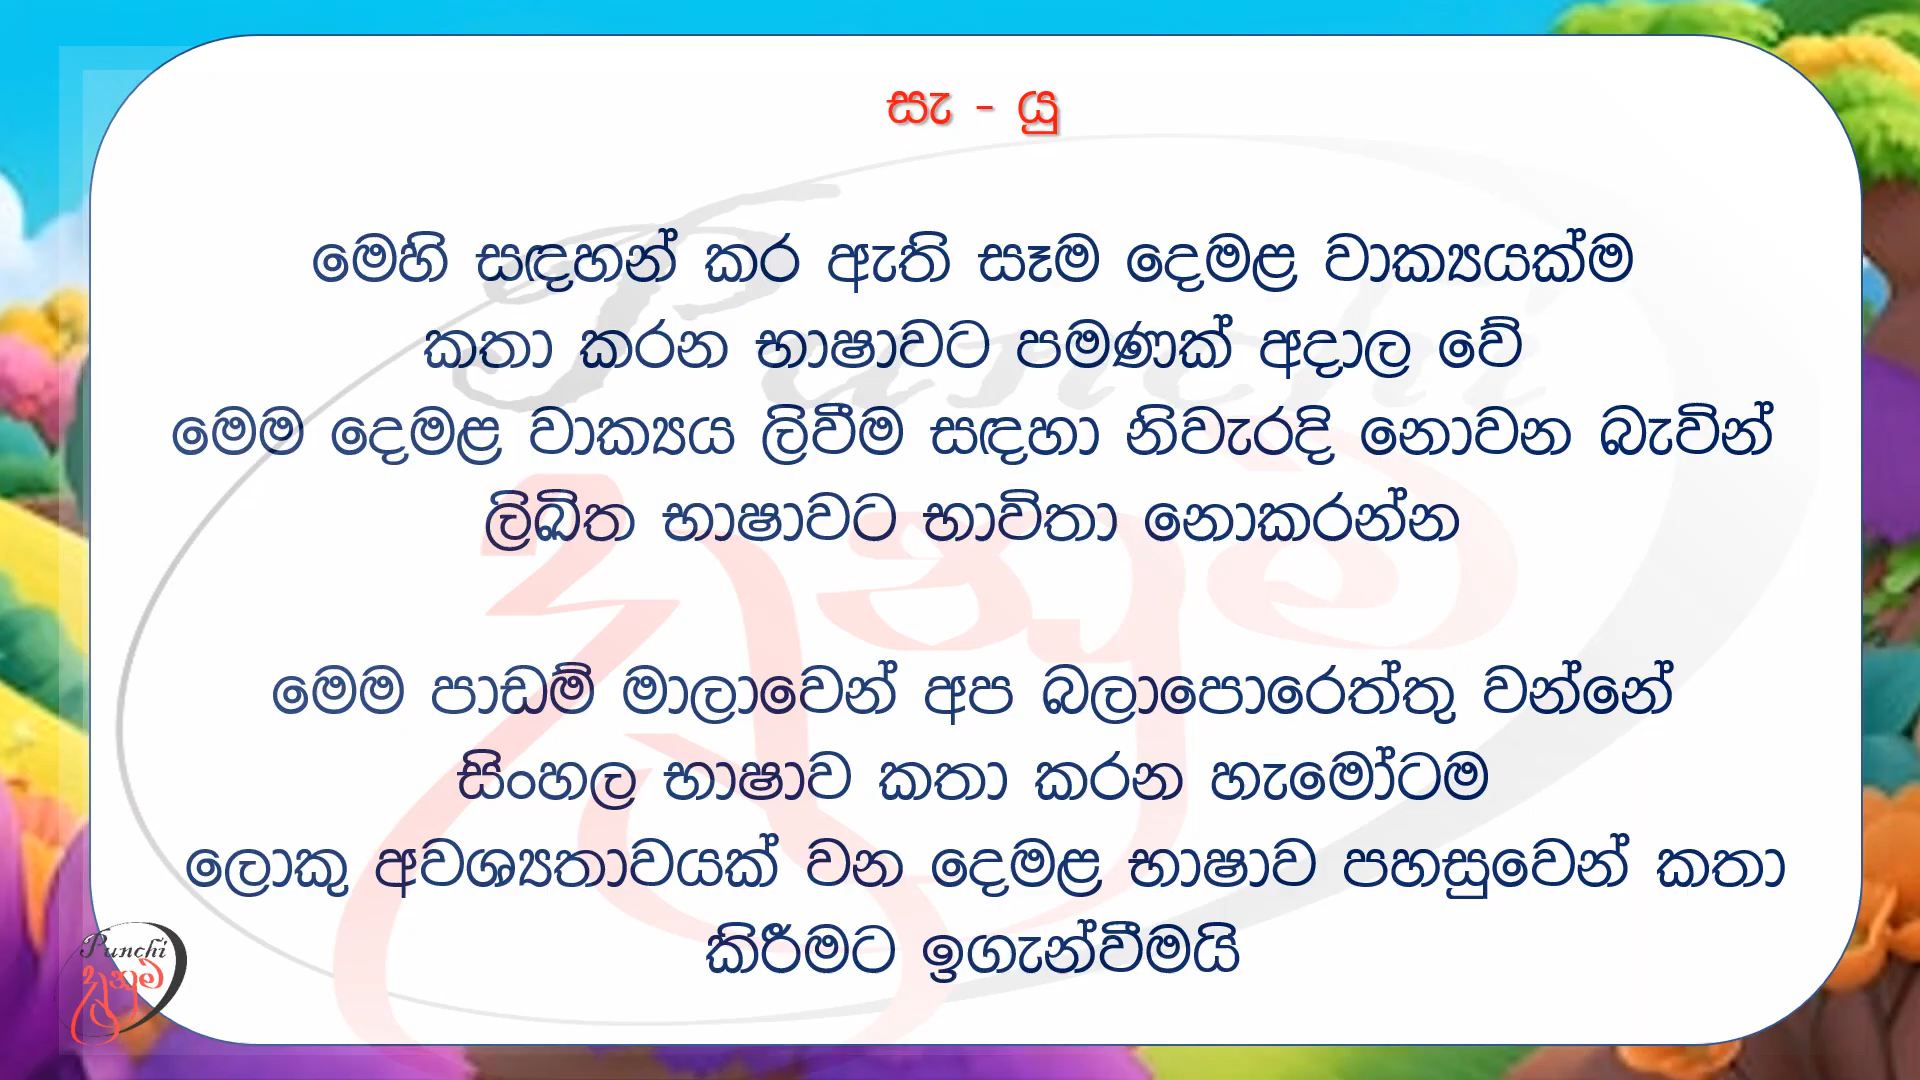 සැ - යු
මෙහි සඳහන් කර ඇති සෑම දෙමළ වාක්‍යයක්ම
කතා කරන භාෂාවට පමණක් අදාල වේ
මෙම දෙමළ වාක්‍යය ලිවීම සඳහා නිවැරදි නොවන බැවින්
ලිඛිත භාෂාවට භාවිතා නොකරන්න
මෙම පාඩම් මාලාවෙන් අප බලාපොරෙත්තු වන්නේ
සිංහල භාෂාව කතා කරන හැමෝටම
ලොකු අවශ්‍යතාවයක් වන දෙමළ භාෂාව පහසුවෙන් කතා
කිරීමට ඉගැන්වීමයි
Punchi
දැනුම